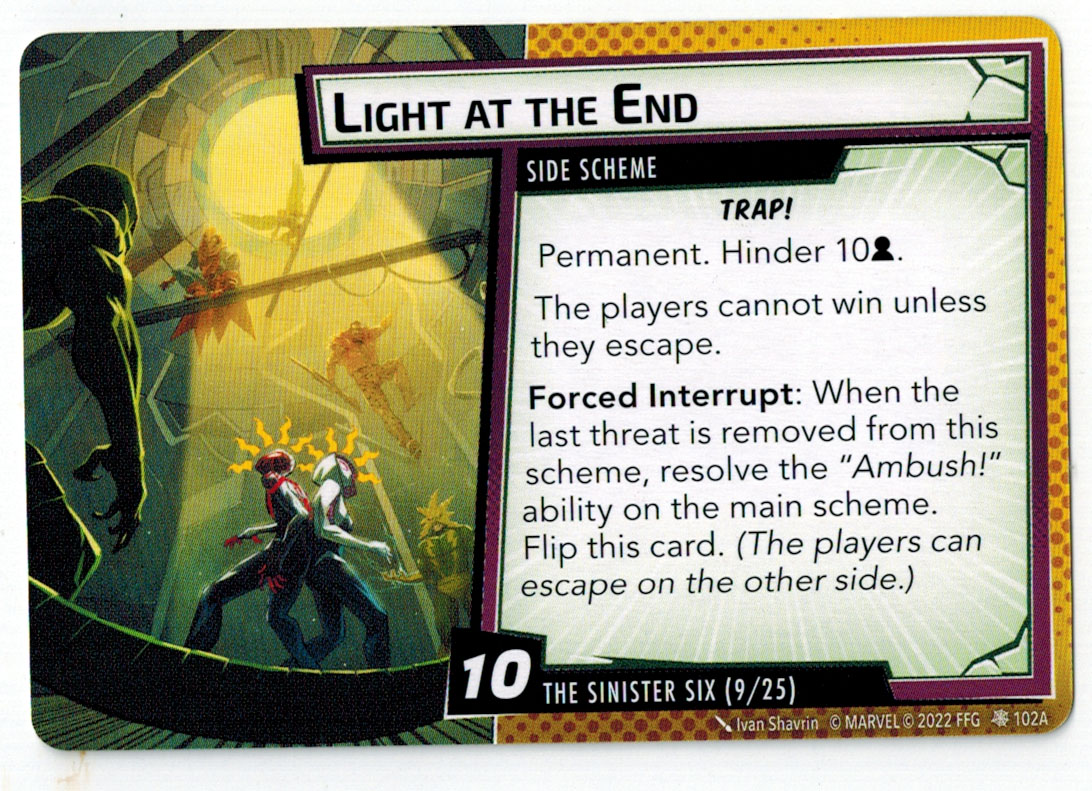 LIGHT AT THE END
SIDE SCHEME
TRAP!
Permanent. Hinder 10.
The players cannot win unless
they escape.
Forced Interrupt: When the
last threat is removed from this
scheme, resolve the “Ambush!”
ability on the main scheme.
Flip this card. (The players can
escape on the other side.)
10
THE SINISTER SIX (9/25)
Ivan Shavrin © MARVEL © 2022 FFG 102A